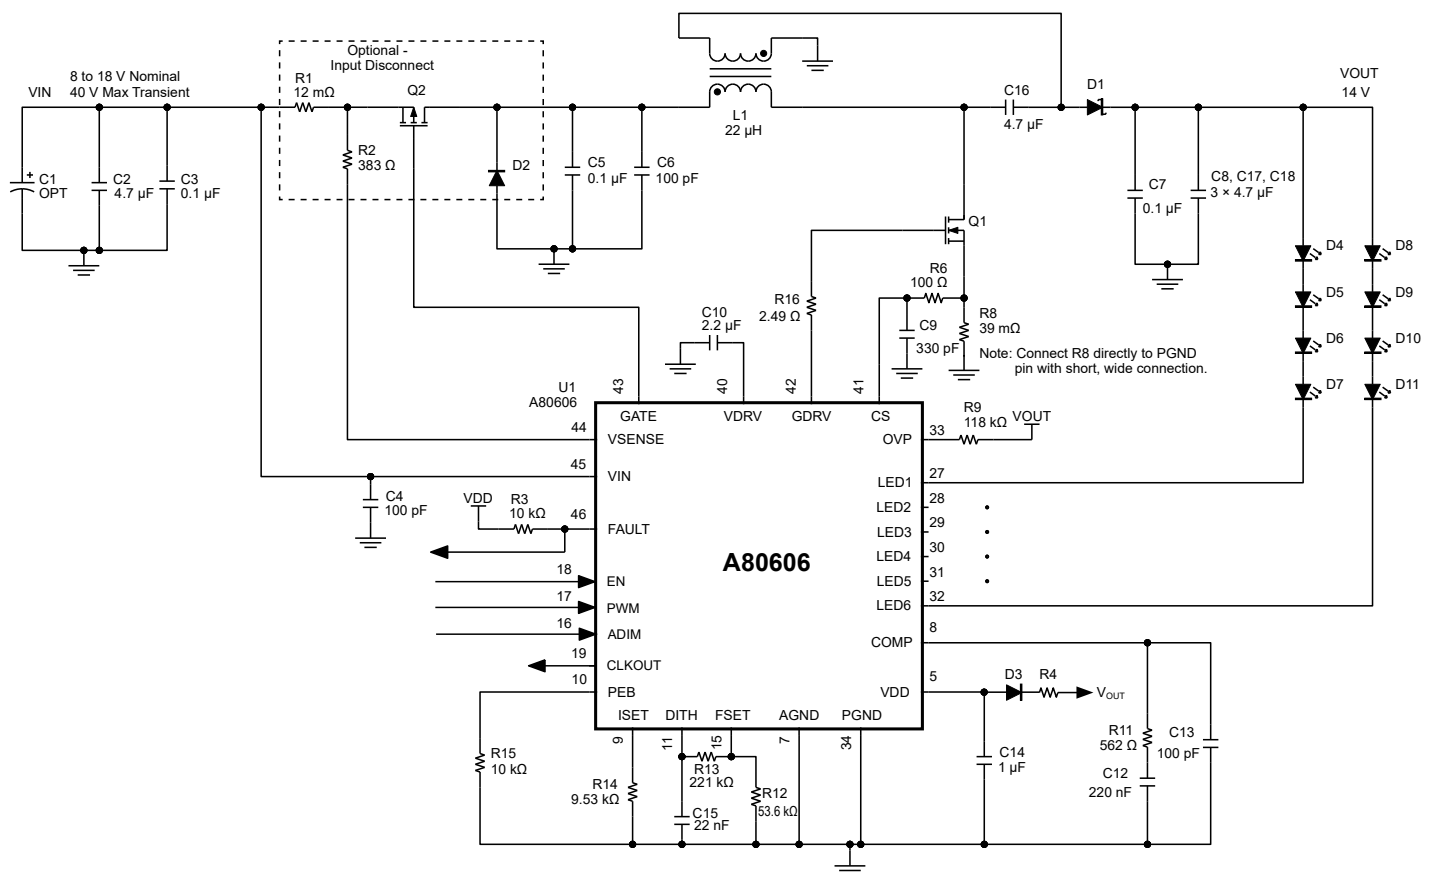 Optional -
Input Disconnect
8 to 18 V Nominal
40 V Max Transient
VIN
R1
12 mΩ
Q2
R2
383 Ω
D2
C1
OPT
+
C2
4.7 µF
C3
0.1 µF
C5
0.1 µF
C6
100 pF
L1
22 µH
C16
4.7 µF
D1
VOUT
14 V
C7
0.1 µF
C8, C17, C18
3 × 4.7 µF
Q1
R6
100 Ω
R16
2.49 Ω
C10
2.2 µF
C9
330 pF
R8
39 mΩ
Note: Connect R8 directly to PGND
pin with short, wide connection.
D4
D5
D6
D7
D8
D9
D10
D11
U1
A80606
43
40
42
41
GATE
VDRV
GDRV
CS
44
VSENSE
45
VIN
C4
100 pF
VDD
R3
10 kΩ
46
FAULT
18
EN
17
PWM
16
ADIM
19
CLKOUT
10
PEB
A80606
OVP
33
R9
118 kΩ
VOUT
LED1
27
LED2
28
LED3
29
LED4
30
LED5
31
LED6
32
COMP
8
VDD
5
D3
R4
VOUT
ISET
DITH
FSET
AGND
PGND
9
11
15
7
34
R15
10 kΩ
R14
9.53 kΩ
R13
221 kΩ
C15
22 nF
R12
53.6 kΩ
C14
1 µF
R11
562 Ω
C12
220 nF
C13
100 pF